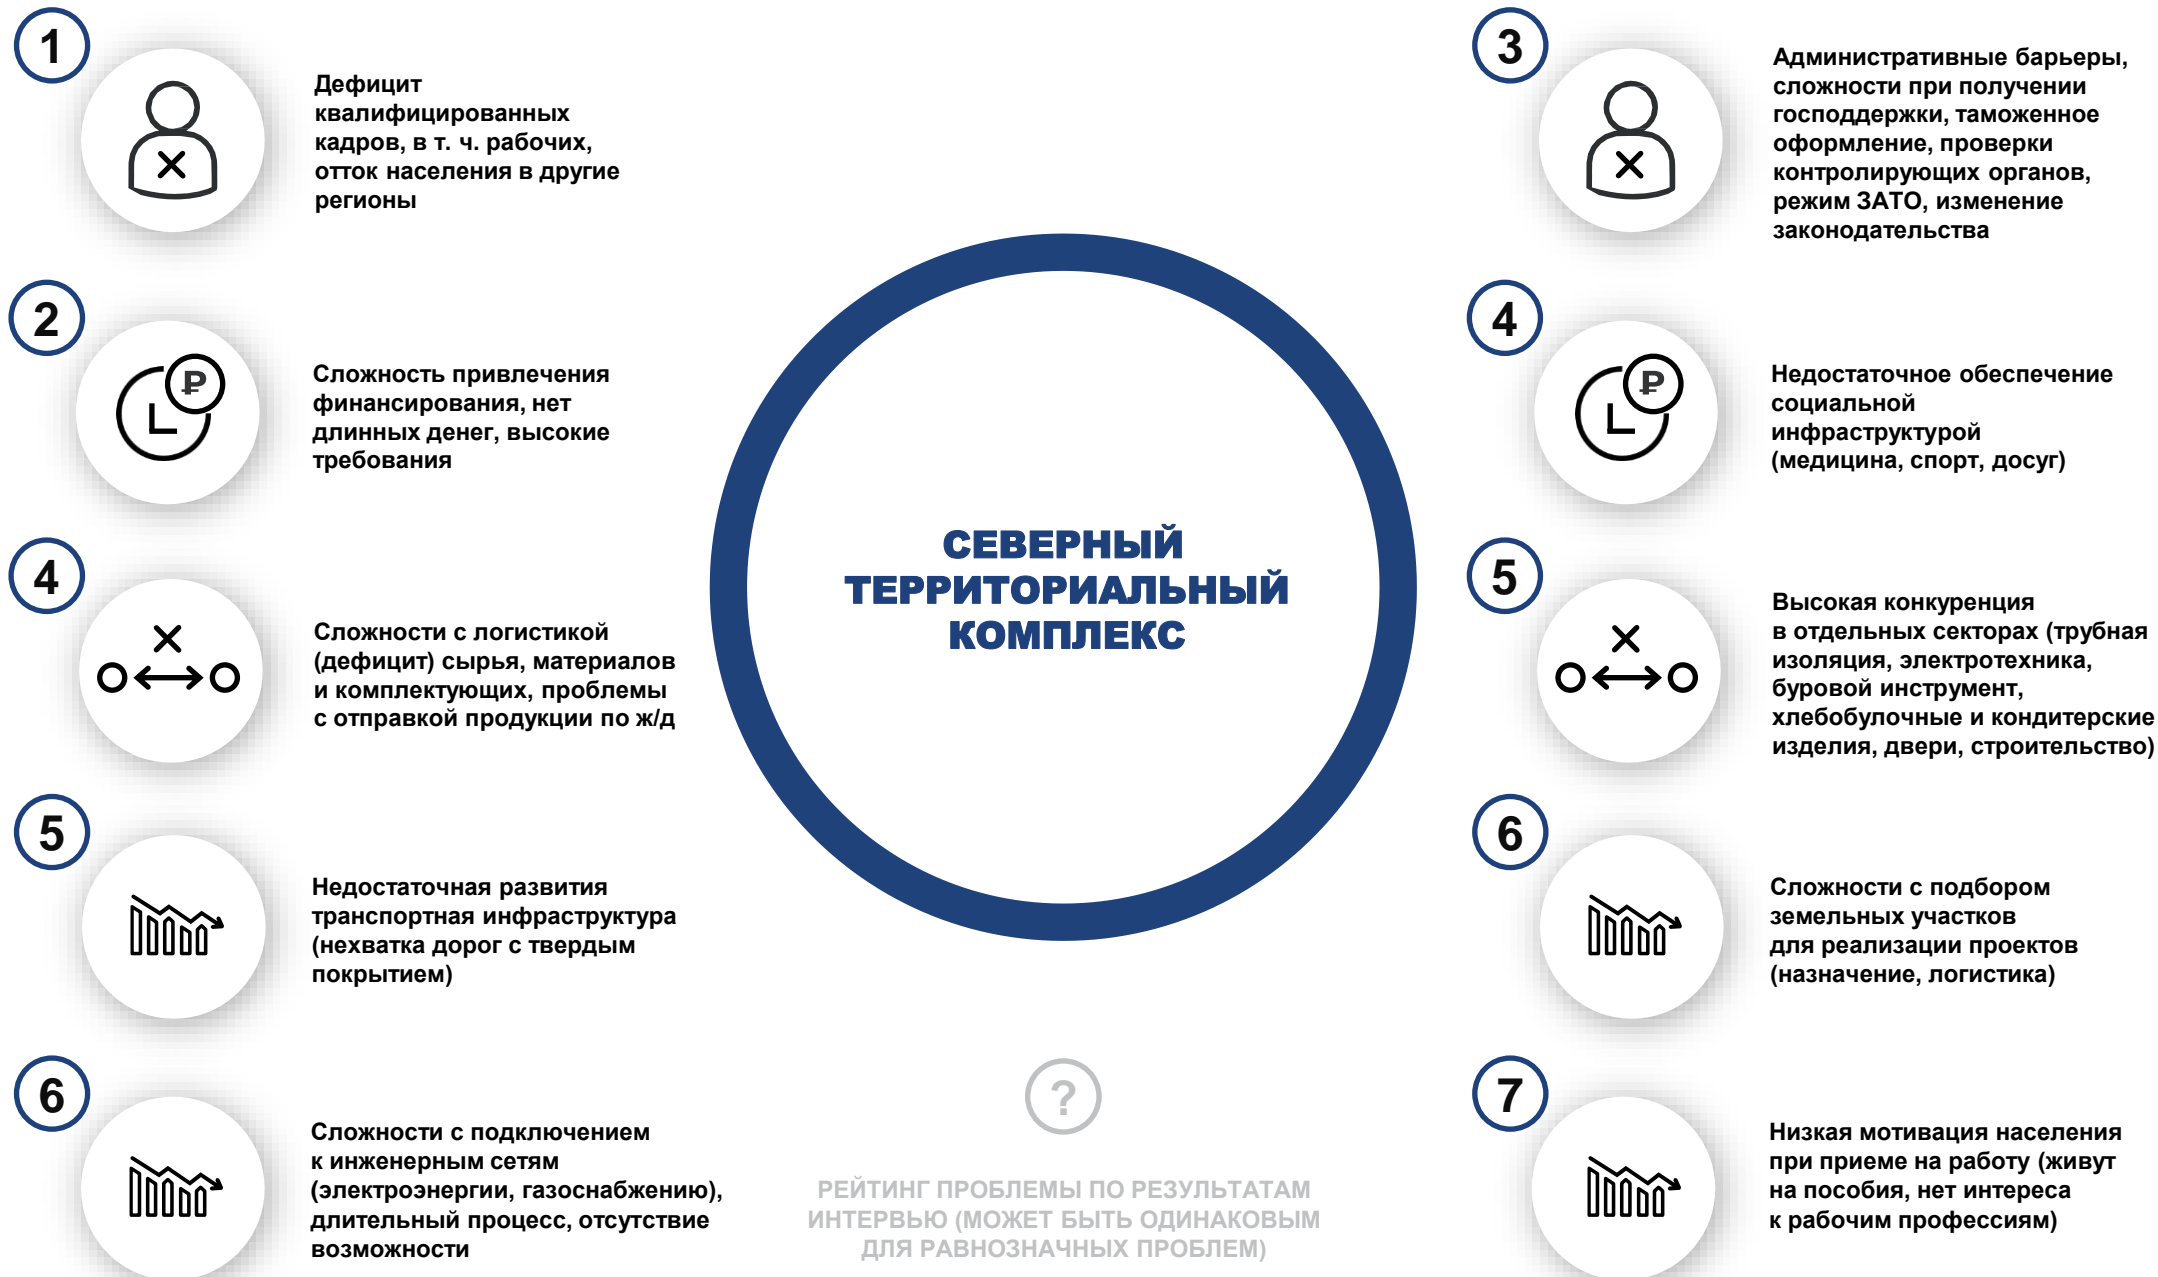 1
Дефицит
квалифицированных
кадров, в т. ч. рабочих,
отток населения в другие
регионы
2
₽
Сложность привлечения
финансирования, нет
длинных денег, высокие
требования
4
Сложности с логистикой
(дефицит) сырья, материалов
и комплектующих, проблемы
с отправкой продукции по ж/д
5
Недостаточная развития
транспортная инфраструктура
(нехватка дорог с твердым
покрытием)
6
Сложности с подключением
к инженерным сетям
(электроэнергии, газоснабжению),
длительный процесс, отсутствие
возможности
СЕВЕРНЫЙ
ТЕРРИТОРИАЛЬНЫЙ
КОМПЛЕКС
?
РЕЙТИНГ ПРОБЛЕМЫ ПО РЕЗУЛЬТАТАМ
ИНТЕРВЬЮ (МОЖЕТ БЫТЬ ОДИНАКОВЫМ
ДЛЯ РАВНОЗНАЧНЫХ ПРОБЛЕМ)
3
Административные барьеры,
сложности при получении
господдержки, таможенное
оформление, проверки
контролирующих органов,
режим ЗАТО, изменение
законодательства
4
₽
Недостаточное обеспечение
социальной
инфраструктурой
(медицина, спорт, досуг)
5
Высокая конкуренция
в отдельных секторах (трубная
изоляция, электротехника,
буровой инструмент,
хлебобулочные и кондитерские
изделия, двери, строительство)
6
Сложности с подбором
земельных участков
для реализации проектов
(назначение, логистика)
7
Низкая мотивация населения
при приеме на работу (живут
на пособия, нет интереса
к рабочим профессиям)